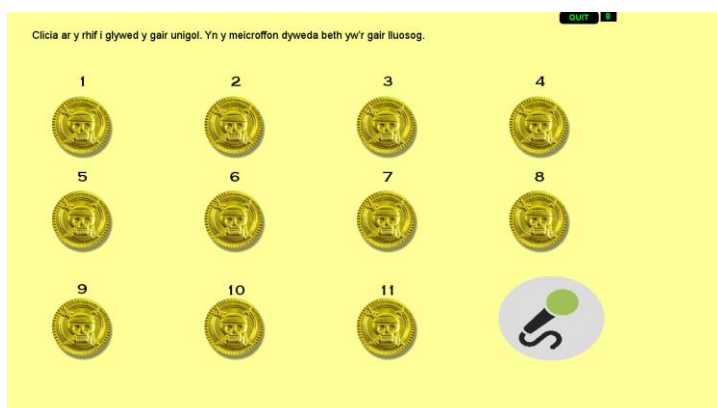 QUIT 8
Clicia ar y rhif i glywed y gair unigol. Yn y meicroffon dyweda beth yw'r gair lluosog.
1 2 3 4
5 6 7 8
9 10 11